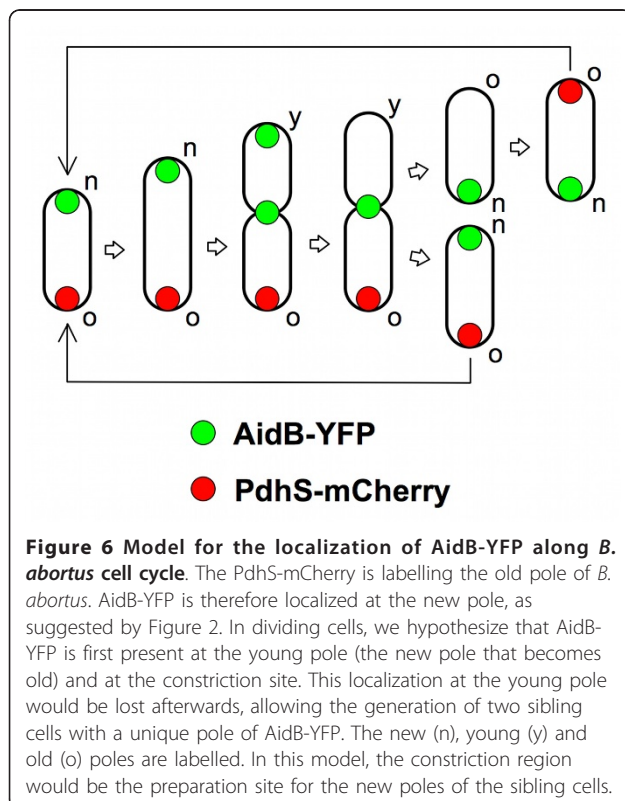 y
y
o
o
n
n
n
n
n
o
o
o
o
o
AidB-YFP
PdhS-mCherry
Figure 6 Model for the localization of AidB-YFP along B.
abortus cell cycle. The PdhS-mCherry is labelling the old pole of B.
abortus. AidB-YFP is therefore localized at the new pole, as
suggested by Figure 2. In dividing cells, we hypothesize that AidB-
YFP is first present at the young pole (the new pole that becomes
old) and at the constriction site. This localization at the young pole
would be lost afterwards, allowing the generation of two sibling
cells with a unique pole of AidB-YFP. The new (n), young (y) and
old (o) poles are labelled. In this model, the constriction region
would be the preparation site for the new poles of the sibling cells.